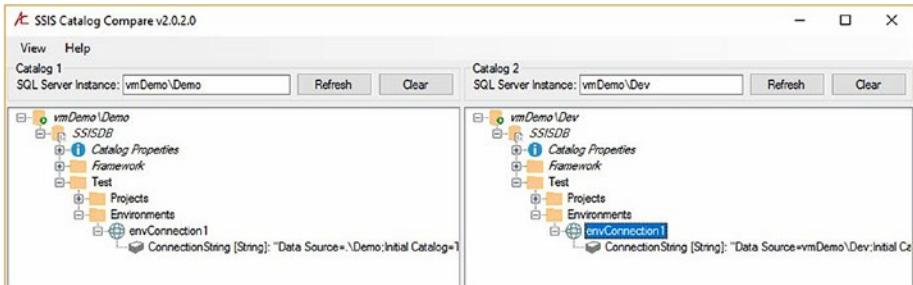 SSIS Catalog Compare v2.0.2.0
View Help
Catalog 1
SQL Server Instance: vmDemo\Demo Refresh Clear
vmDemo\Demo
SSISDB
Catalog Properties
Framework
Test
Projects
Environments
envConnection1
ConnectionString [String]: "Data Source=.\Demo;Initial Catalog=T
Catalog 2
SQL Server Instance: vmDemo\Dev Refresh Clear
vmDemo\Dev
SSISDB
Catalog Properties
Framework
Test
Projects
Environments
envConnection1
ConnectionString [String]: "Data Source=vmDemo\Dev;Initial Ca